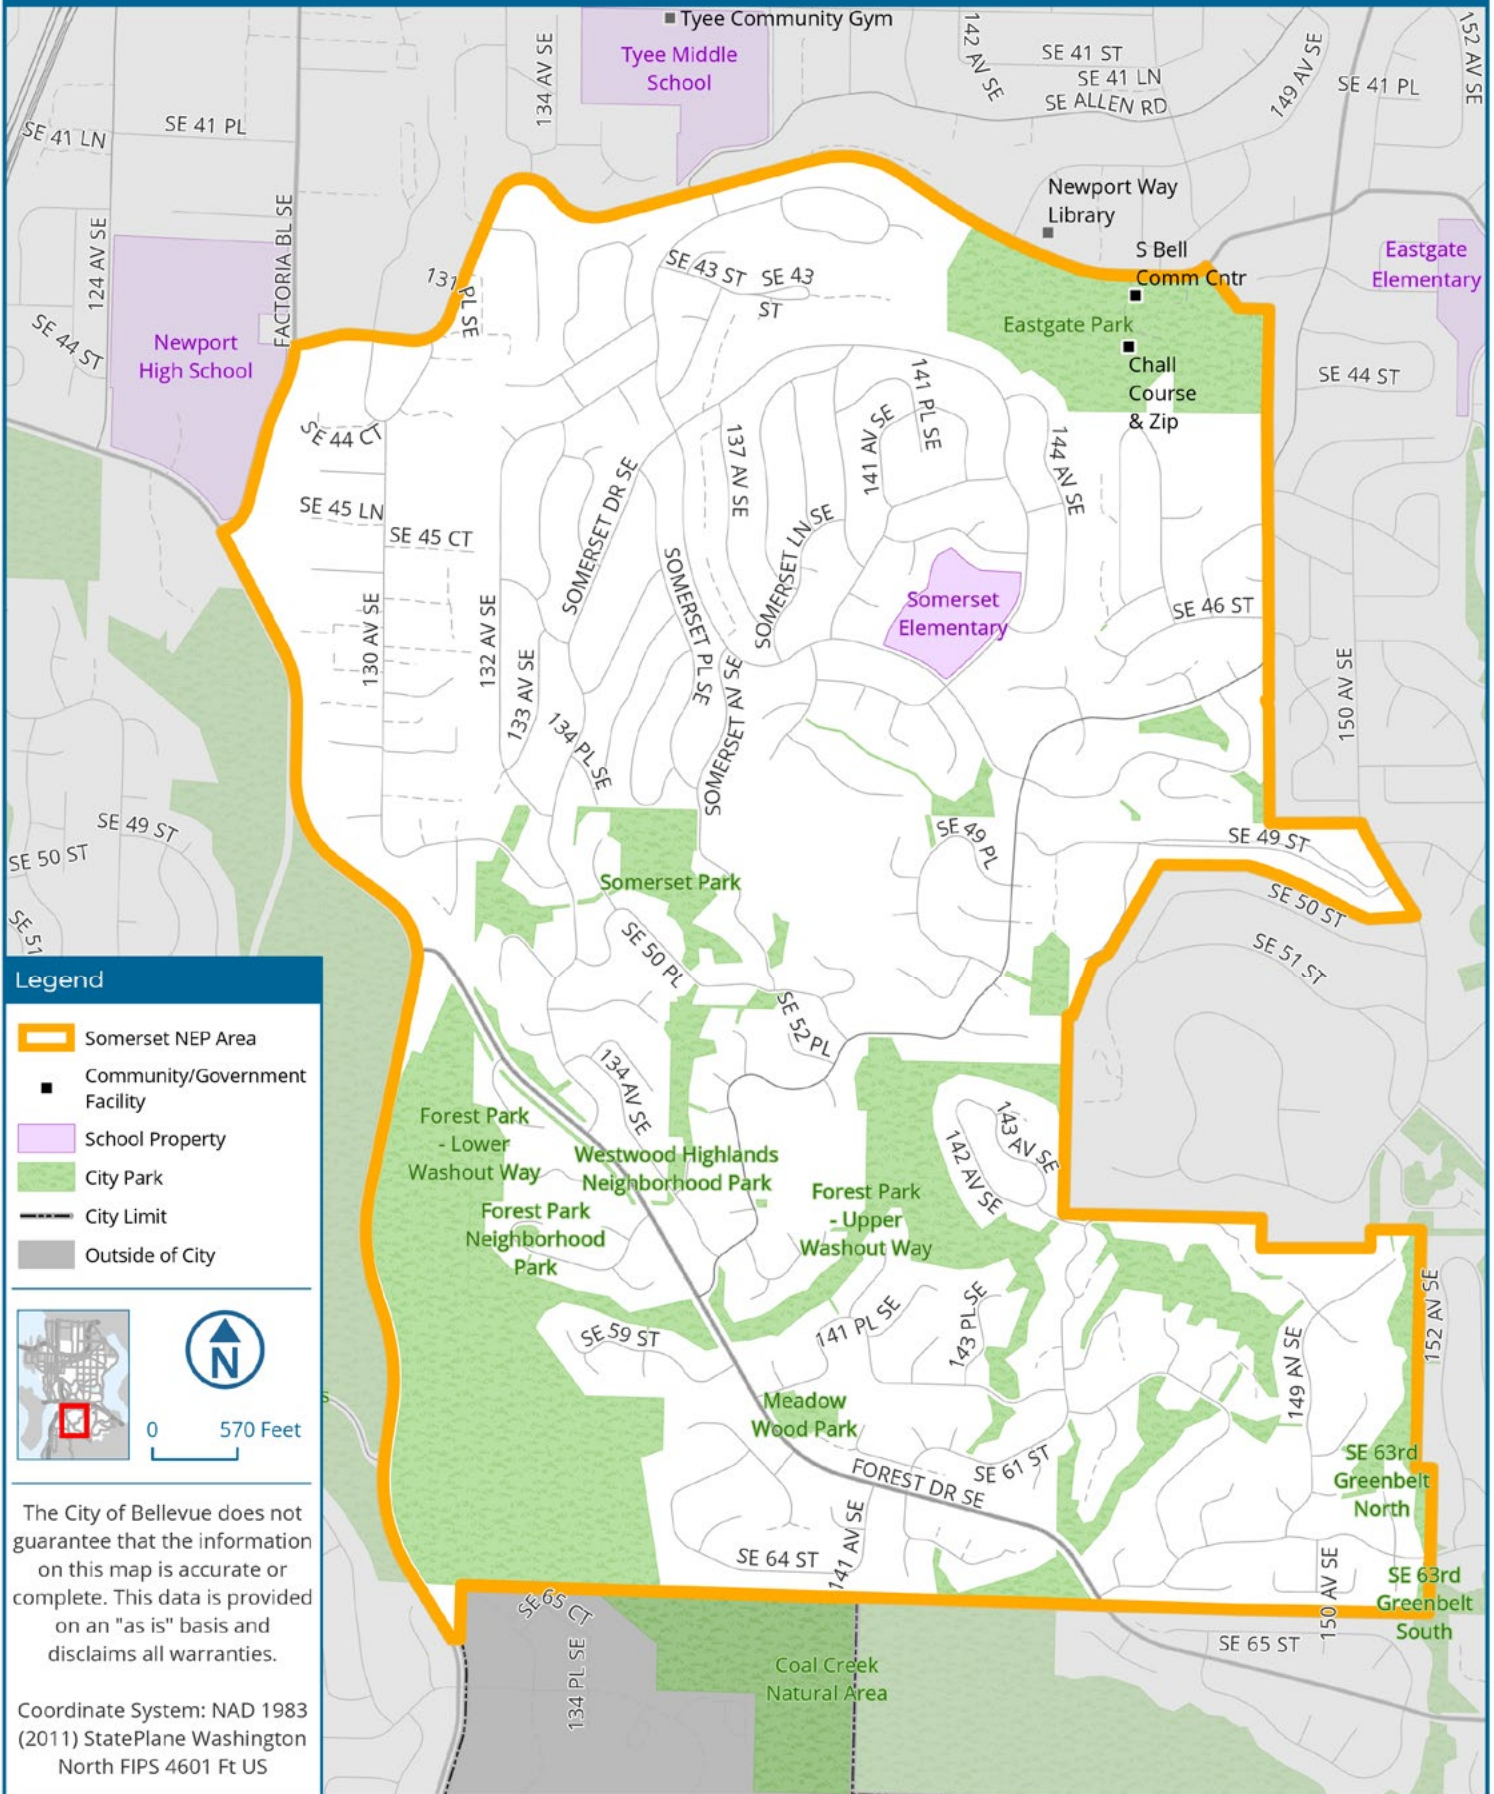 Tyee Community Gym
Tyee Middle
School
134 AV SE
142 AV SE
SE 41 ST
SE 41 LN
SE ALLEN RD
149 AV SE
SE 41 PL
152 AV SE
SE 41 LN
SE 41 PL
124 AV SE
FACTORIA BL SE
SE 44 ST
Newport
High School
131 PL SE
SE 43 ST
SE 43
ST
Newport Way
Library
S Bell
Comm Cntr
Eastgate Park
Chall
Course
& Zip
Eastgate
Elementary
SE 44 ST
SE 44 CT
SE 45 LN
SE 45 CT
130 AV SE
132 AV SE
133 AV SE
134 PL SE
SOMERSET DR SE
SOMERSET PL SE
SOMERSET AV SE
137 AV SE
SOMERSET LN SE
141 AV SE
141 PL SE
144 AV SE
Somerset
Elementary
SE 46 ST
150 AV SE
SE 49 ST
SE 50 ST
SE 51
SE 49 PL
SE 49 ST
SE 50 ST
SE 51 ST
Somerset Park
SE 50 PL
SE 52 PL
134 AV SE
Forest Park
- Lower
Washout Way
Westwood Highlands
Neighborhood Park
Forest Park
Neighborhood
Park
Forest Park
- Upper
Washout Way
142 AV SE
143 AV SE
SE 59 ST
141 PL SE
143 PL SE
149 AV SE
152 AV SE
Meadow
Wood Park
FOREST DR SE
SE 61 ST
SE 63rd
Greenbelt
North
SE 64 ST
141 AV SE
150 AV SE
SE 63rd
Greenbelt
South
SE 65 CT
134 PL SE
SE 65 ST
Coal Creek
Natural Area
s
Legend
Somerset NEP Area
Community/Government
Facility
School Property
City Park
City Limit
Outside of City
N
0 570 Feet
The City of Bellevue does not
guarantee that the information
on this map is accurate or
complete. This data is provided
on an "as is" basis and
disclaims all warranties.
Coordinate System: NAD 1983
(2011) StatePlane Washington
North FIPS 4601 Ft US